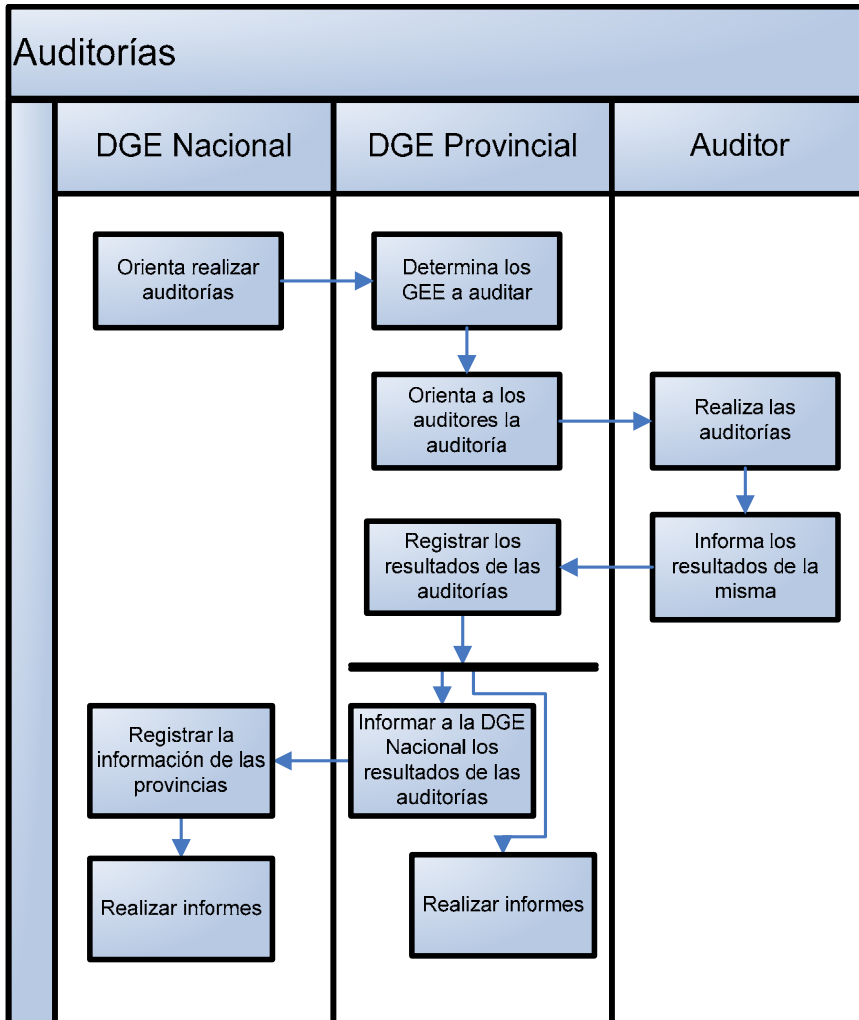 Auditorías
DGE Nacional
DGE Provincial
Auditor
Orienta realizar
auditorías
Determina los
GEE a auditar
Orienta a los
auditores la
auditoría
Realiza las
auditorías
Registrar los
resultados de las
auditorías
Informa los
resultados de la
misma
Registrar la
información de las
provincias
Informar a la DGE
Nacional los
resultados de las
auditorías
Realizar informes
Realizar informes